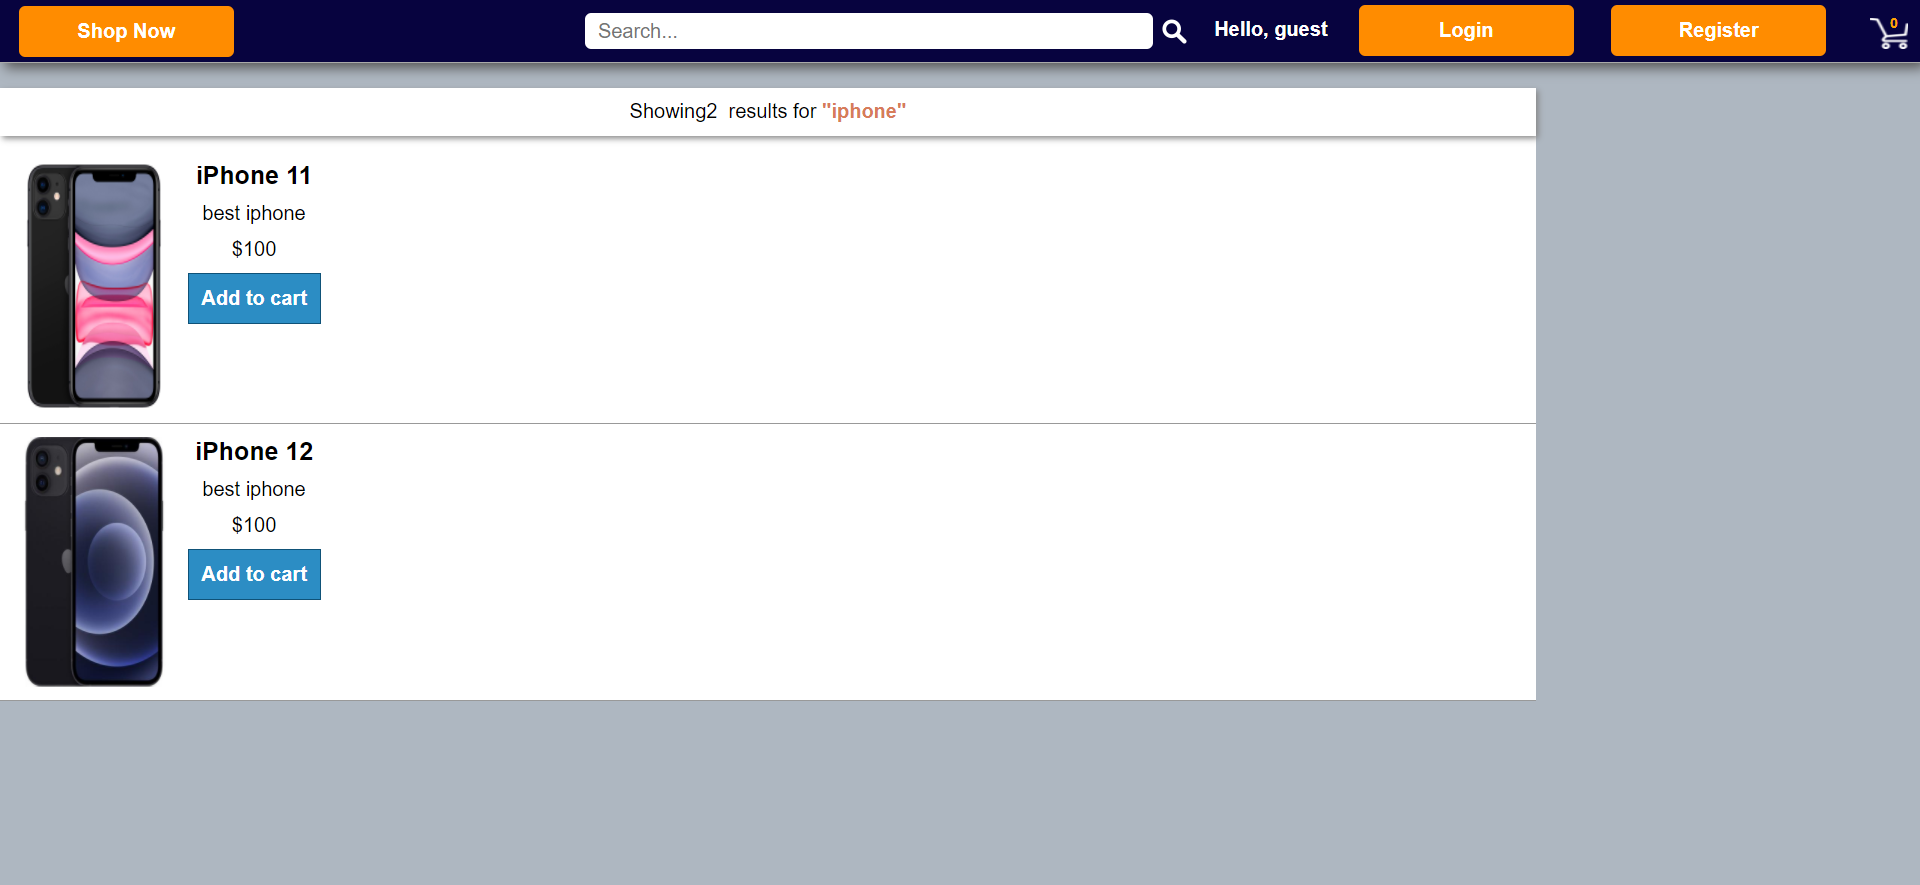 Shop Now
Search...
Hello, guest
Login
Register
0
Showing2  results for "iphone"
iPhone 11
best iphone
$100
Add to cart
iPhone 12
best iphone
$100
Add to cart